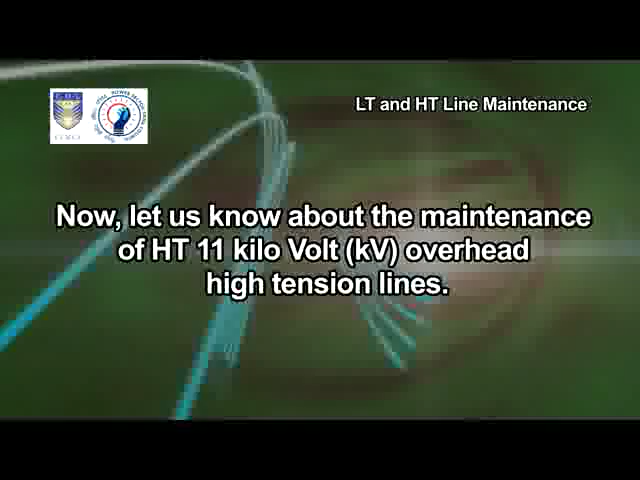 LT and HT Line Maintenance
Now, let us know about the maintenance
of HT 11 kilo Volt (kV) overhead
high tension lines.